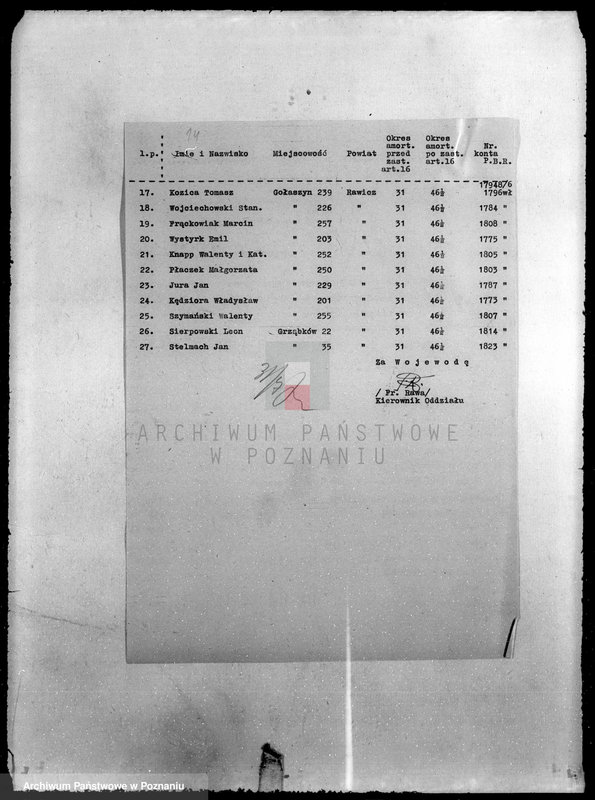 14
l.p. Imię i Nazwisko Miejscowość Powiat Okres amort. przed zast. art.16 Okres amort. po zast. art.16 Nr. konta P.B.R.
17948/6
17. Kozica Tomasz Gołaszyn 239 Rawicz 31 46½ 1796wk
18. Wojciechowski Stan. " 226 " 31 46½ 1784 "
19. Frąckowiak Marcin " 257 " 31 46½ 1808 "
20. Wystyrk Emil " 203 " 31 46½ 1775 "
21. Knapp Walenty i Kat. " 252 " 31 46½ 1805 "
22. Płaczek Małgorzata " 250 " 31 46½ 1803 "
23. Jura Jan " 229 " 31 46½ 1787 "
24. Kędziora Władysław " 201 " 31 46½ 1773 "
25. Szymański Walenty " 255 " 31 46½ 1807 "
26. Sierpowski Leon Grząbków 22 " 31 46½ 1814 "
27. Stelmach Jan " 35 " 31 46½ 1823 "
Za Wojewodę
/ Fr. Rawa/
Kierownik Oddziału
ARCHIWUM PAŃSTWOWE
W POZNANIU
Archiwum Państwowe w Poznaniu